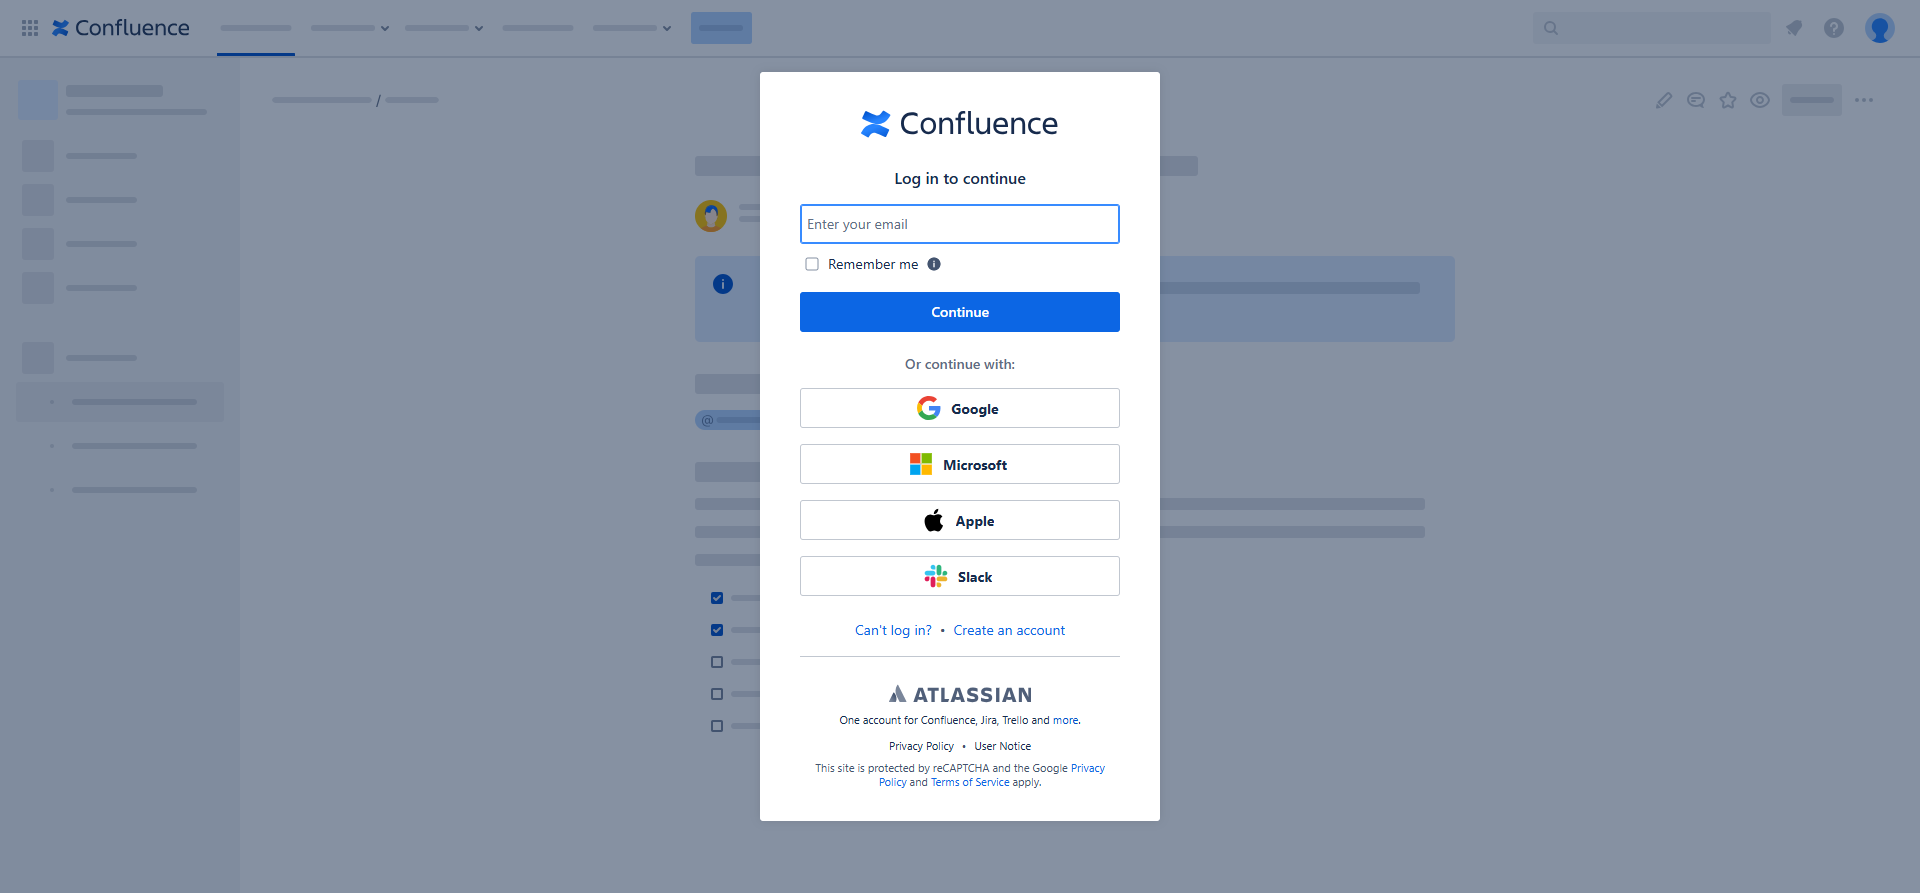 Confluence
/
Confluence
Log in to continue
Enter your email
Remember me
Continue
Or continue with:
Google
Microsoft
Apple
Slack
Can't log in? • Create an account
ATLASSIAN
One account for Confluence, Jira, Trello and more.
Privacy Policy • User Notice
This site is protected by reCAPTCHA and the Google Privacy
Policy and Terms of Service apply.
@